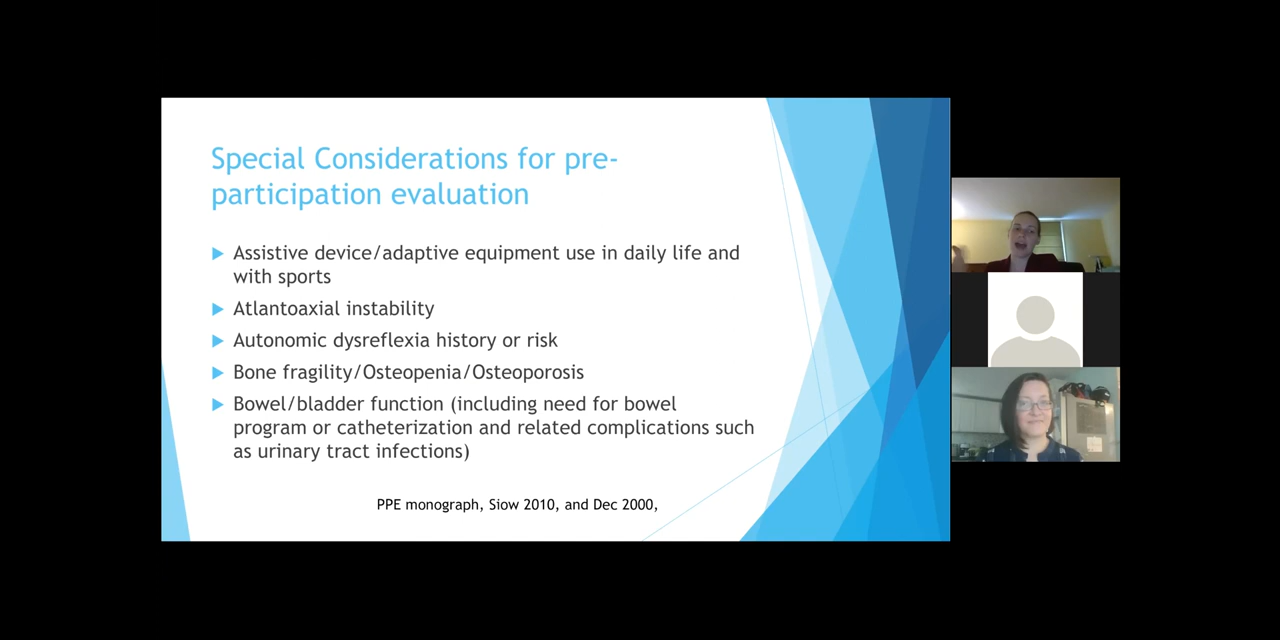 Special Considerations for pre-
participation evaluation
Assistive device/adaptive equipment use in daily life and
with sports
Atlantoaxial instability
Autonomic dysreflexia history or risk
Bone fragility/Osteopenia/Osteoporosis
Bowel/bladder function (including need for bowel
program or catheterization and related complications such
as urinary tract infections)
PPE monograph, Siow 2010, and Dec 2000,